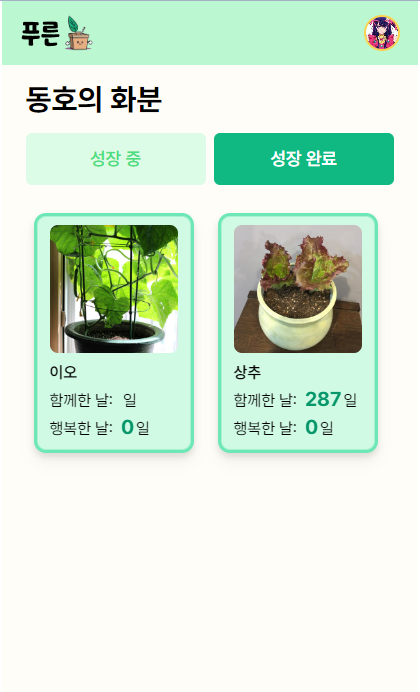 푸른
동호의 화분
성장 중
성장 완료
이오
함께한 날: 일
행복한 날: 0일
상추
함께한 날: 287일
행복한 날: 0일